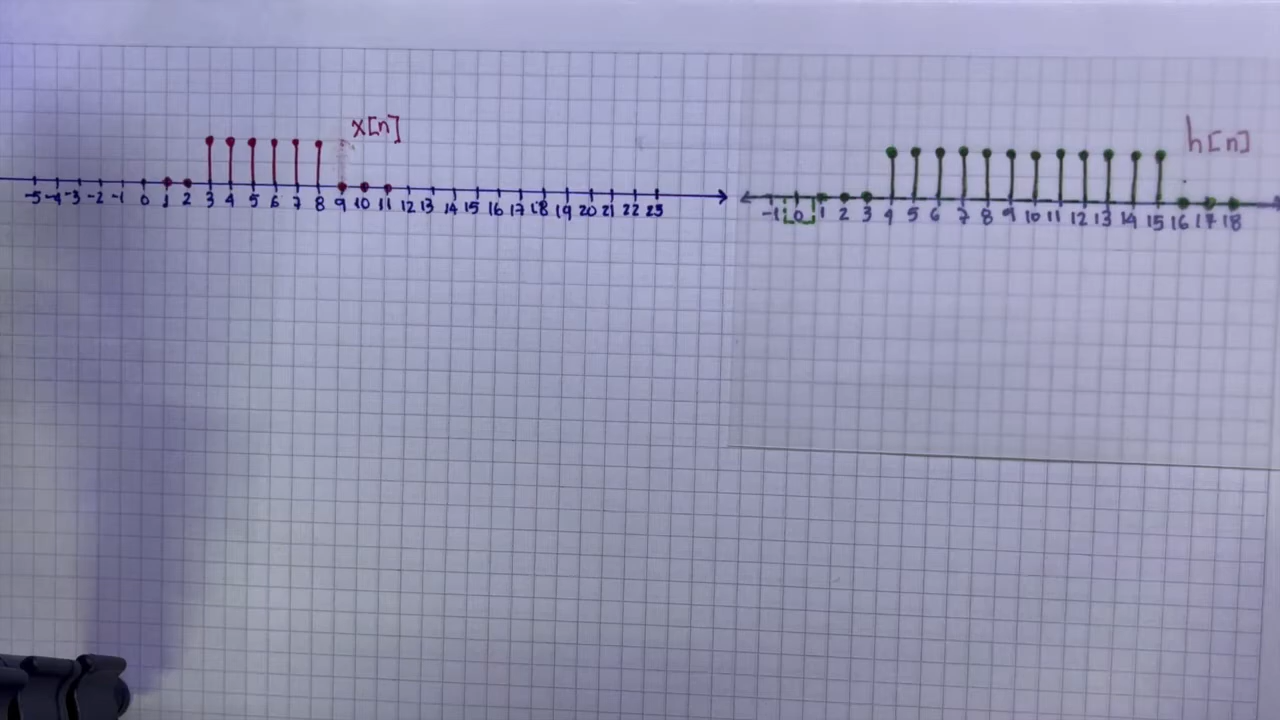 x[n]
-5 -4 -3 -2 -1 0 1 2 3 4 5 6 7 8 9 10 11 12 13 14 15 16 17 18 19 20 21 22 23
h[n]
-1 0 1 2 3 4 5 6 7 8 9 10 11 12 13 14 15 16 17 18